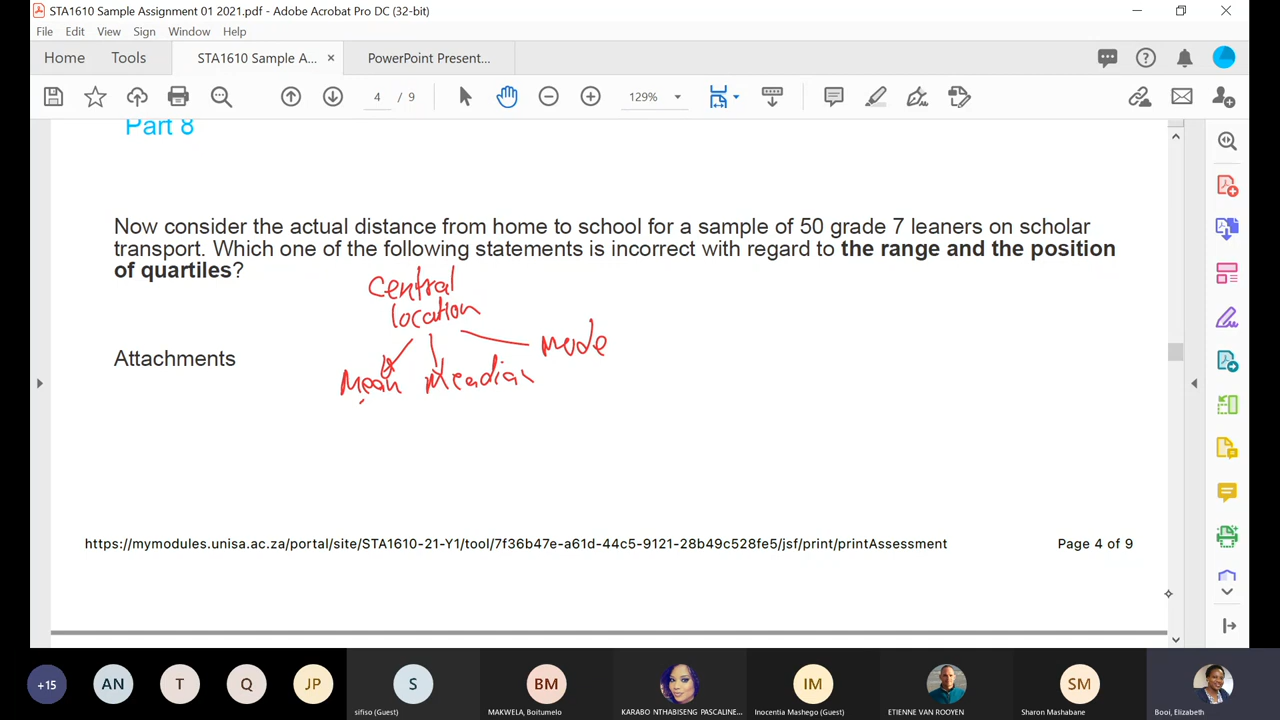 STA1610 Sample Assignment 01 2021.pdf - Adobe Acrobat Pro DC (32-bit)
File Edit View Sign Window Help
Home Tools STA1610 Sample A... × PowerPoint Present...
4 / 9 129%
Part 8
Now consider the actual distance from home to school for a sample of 50 grade 7 leaners on scholar
transport. Which one of the following statements is incorrect with regard to the range and the position
of quartiles?
Central
location
Attachments
Mean Meadian mode
https://mymodules.unisa.ac.za/portal/site/STA1610-21-Y1/tool/7f36b47e-a61d-44c5-9121-28b49c528fe5/jsf/print/printAssessment Page 4 of 9
+15 AN T Q JP S BM IM SM
sifiso (Guest) MAKWELA, Boitumelo KARABO NTHABISENG PASCALINE... Inocentia Mashego (Guest) ETIENNE VAN ROOYEN Sharon Mashabane Booi, Elizabeth